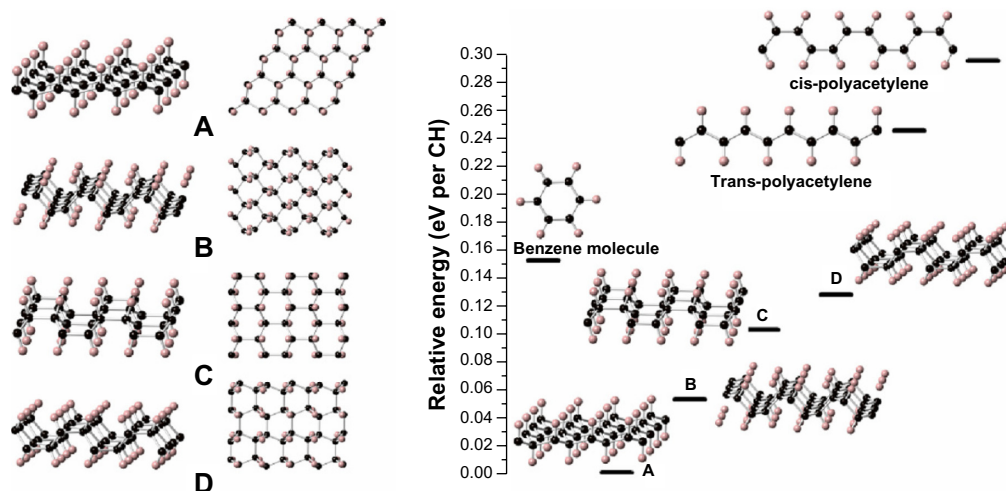 A
B
C
D
Relative energy (eV per CH)
0.30
0.28
0.26
0.24
0.22
0.20
0.18
0.16
0.14
0.12
0.10
0.08
0.06
0.04
0.02
0.00
cis-polyacetylene
Trans-polyacetylene
Benzene molecule
D
C
B
A